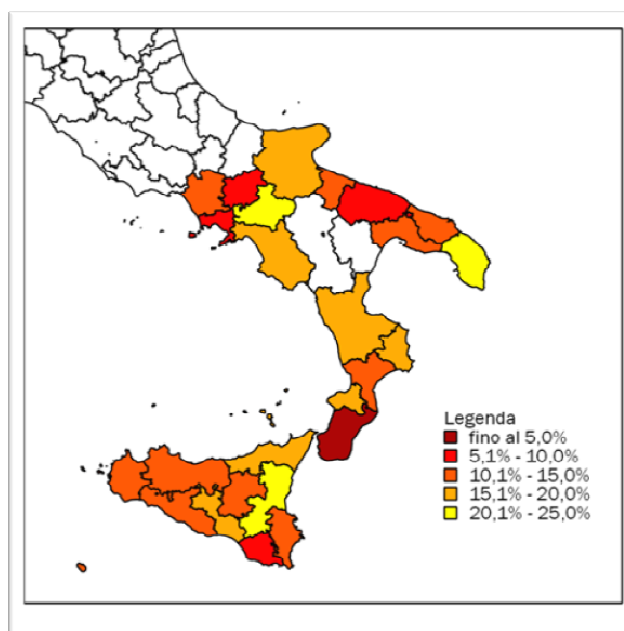 Legenda
fino al 5,0%
5,1% - 10,0%
10,1% - 15,0%
15,1% - 20,0%
20,1% - 25,0%